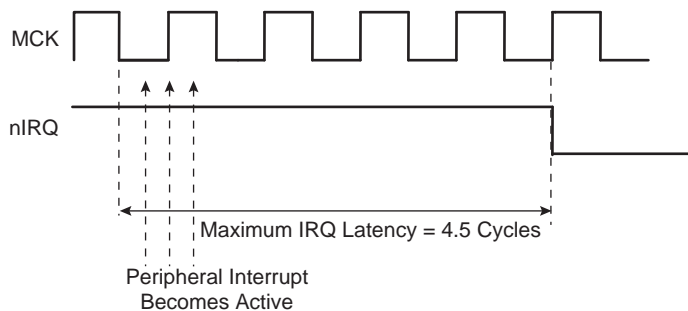 MCK
nIRQ
Maximum IRQ Latency = 4.5 Cycles
Peripheral Interrupt
Becomes Active